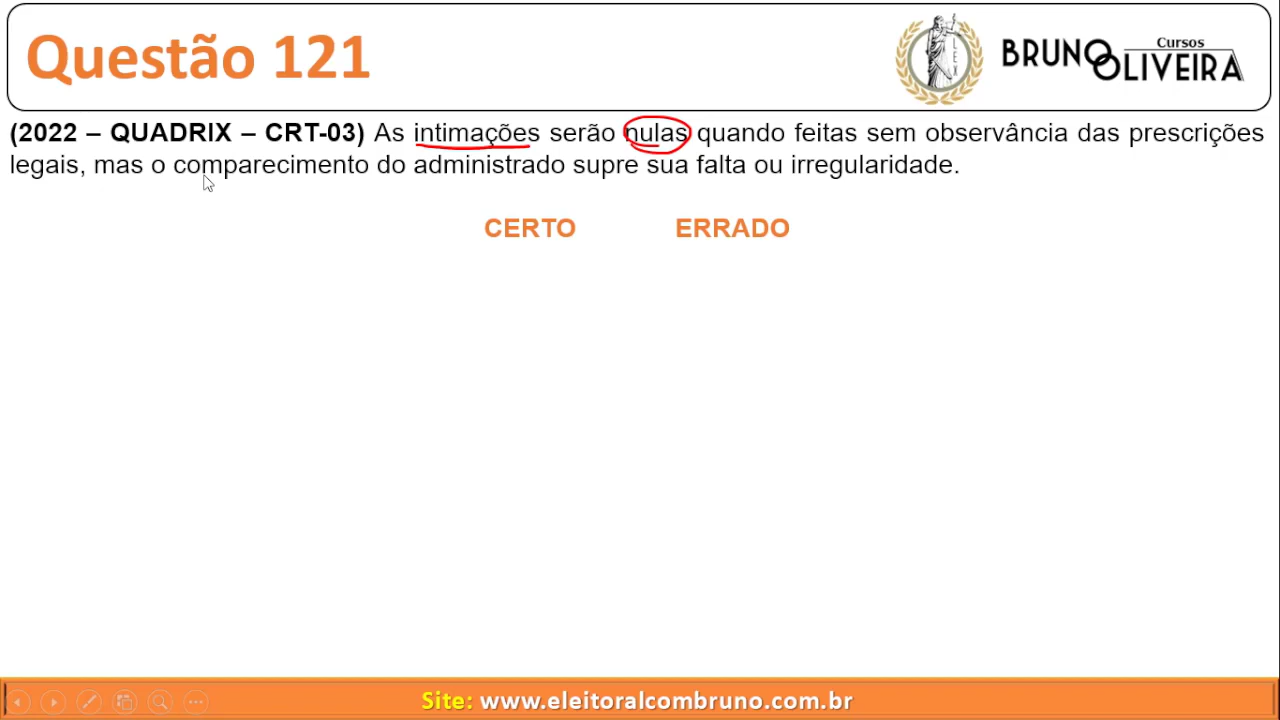 Questão 121
LEX
Cursos
BRUNO
OLIVEIRA
(2022 – QUADRIX – CRT-03) As intimações serão nulas quando feitas sem observância das prescrições
legais, mas o comparecimento do administrado supre sua falta ou irregularidade.
CERTO ERRADO
Site: www.eleitoralcombruno.com.br